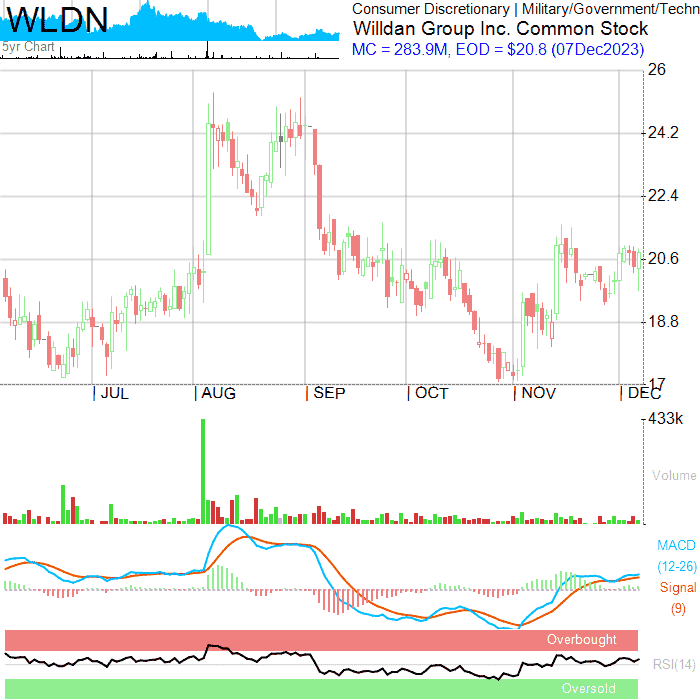 WLDN
5yr Chart
Consumer Discretionary | Military/Government/Techn
Willdan Group Inc. Common Stock
MC = 283.9M, EOD = $20.8 (07Dec2023)
26
24.2
22.4
20.6
18.8
17
JUL
AUG
SEP
OCT
NOV
DEC
433k
Volume
MACD
(12-26)
Signal
(9)
Overbought
RSI(14)
Oversold